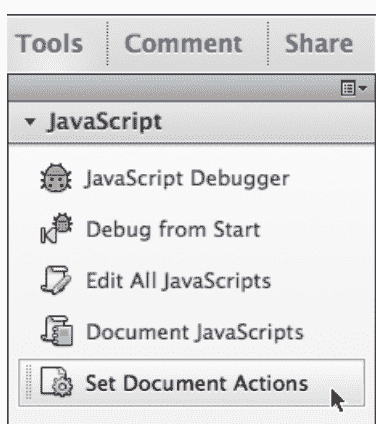 Tools Comment Share
JavaScript
JavaScript Debugger
Debug from Start
Edit All JavaScripts
Document JavaScripts
Set Document Actions